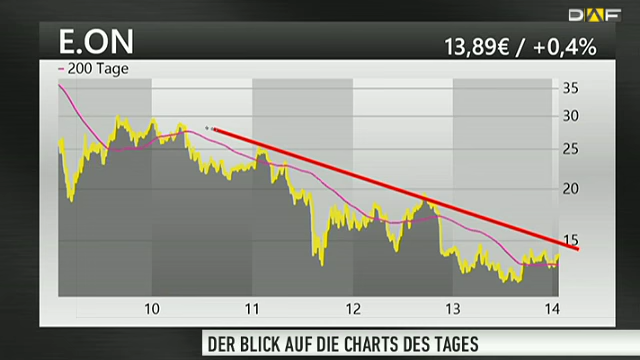 DAF
E.ON
13,89€ / +0,4%
200 Tage
35
30
25
20
15
10 11 12 13 14
DER BLICK AUF DIE CHARTS DES TAGES